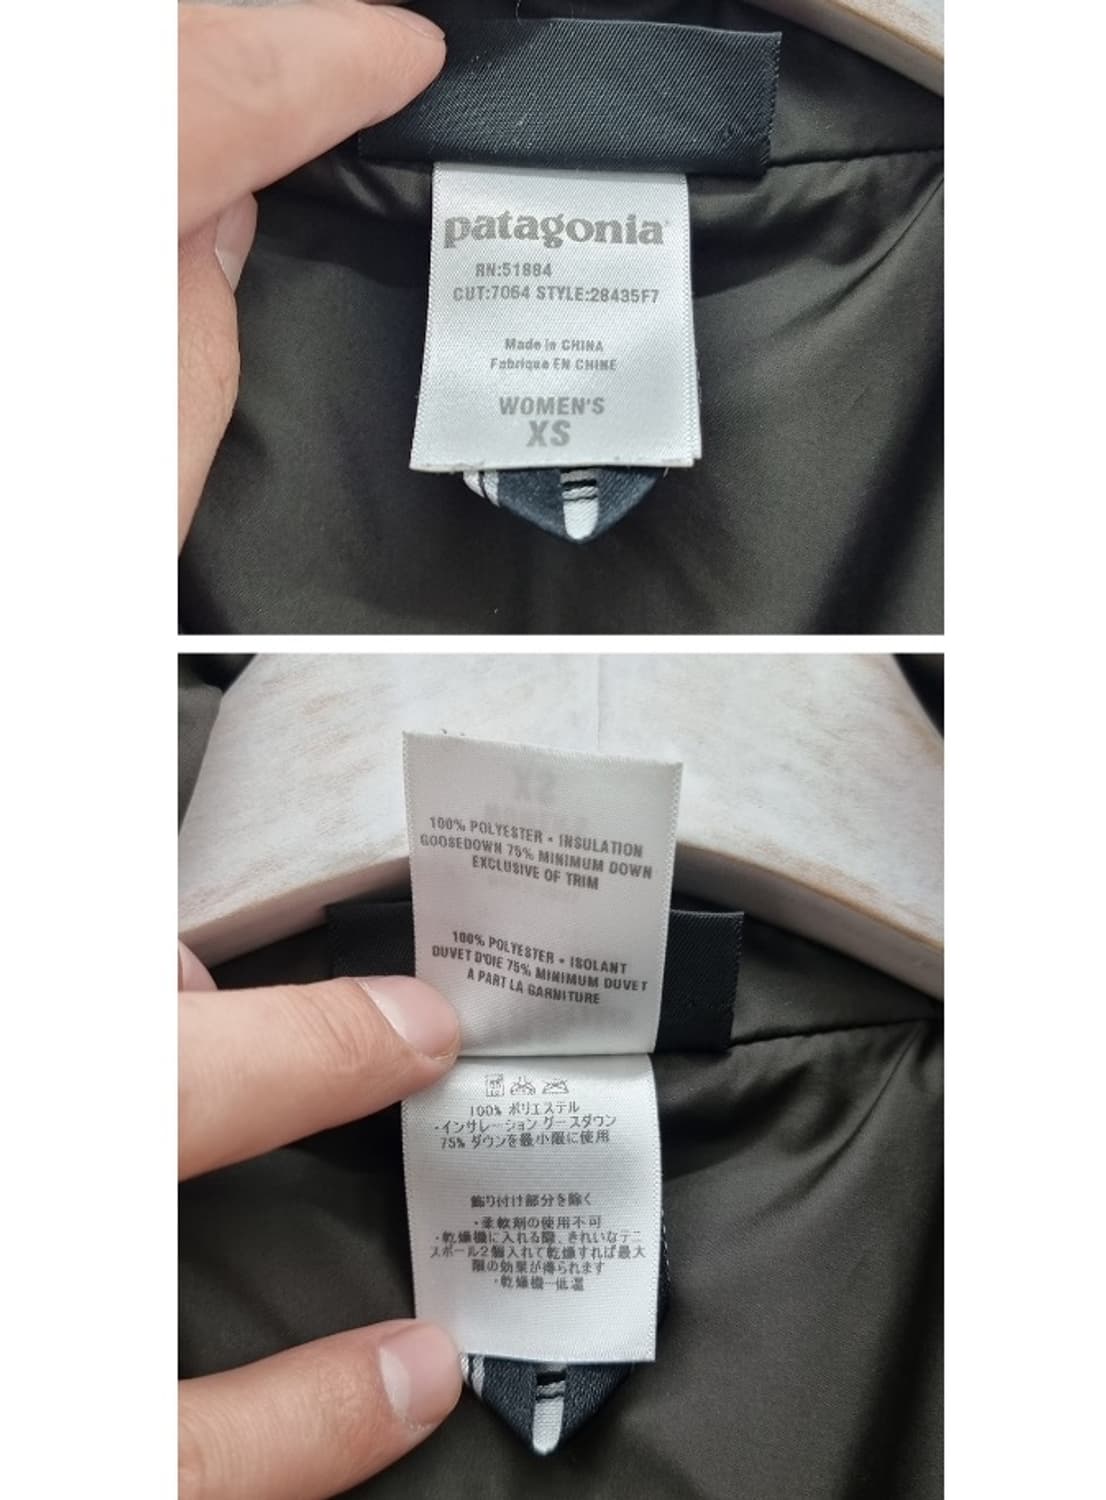 patagonia
RN:51884
CUT:7064 STYLE:28435F7
Made in CHINA
Fabriqué EN CHINE
WOMEN'S
XS
100% POLYESTER • INSULATION
GOOSEDOWN 75% MINIMUM DOWN
EXCLUSIVE OF TRIM
100% POLYESTER • ISOLANT
DUVET D'OIE 75% MINIMUM DUVET
A PART LA GARNITURE
100% ポリエステル
・インサレーション グースダウン
75% ダウンを最小限に使用
飾り付け部分を除く
・柔軟剤の使用不可
・乾燥機に入れる際、きれいなテニ
スボール2個入れて乾燥すれば最大
限の効果が得られます
・乾燥機―低温